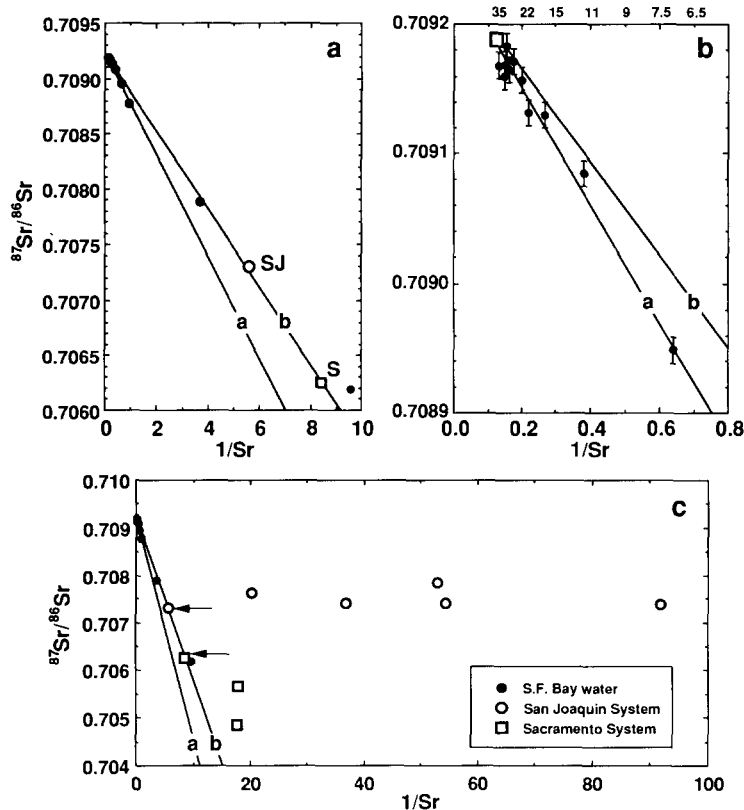 a
0.7095
0.7090
0.7085
0.7080
0.7075
0.7070
0.7065
0.7060
87Sr/86Sr
SJ
S
a
b
0
2
4
6
8
10
1/Sr
35 22 15 11 9 7.5 6.5
b
0.7092
0.7091
0.7090
0.7089
a
b
0.0
0.2
0.4
0.6
0.8
1/Sr
c
0.710
0.709
0.708
0.707
0.706
0.705
0.704
87Sr/86Sr
a
b
S.F. Bay water
San Joaquin System
Sacramento System
0
20
40
60
80
100
1/Sr